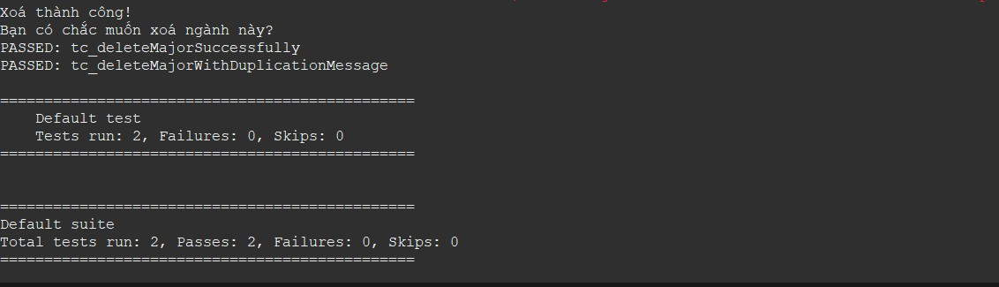 Xoá thành công!
Bạn có chắc muốn xoá ngành này?
PASSED: tc_deleteMajorSuccessfully
PASSED: tc_deleteMajorWithDuplicationMessage
===============================================
Default test
Tests run: 2, Failures: 0, Skips: 0
===============================================
===============================================
Default suite
Total tests run: 2, Passes: 2, Failures: 0, Skips: 0
===============================================